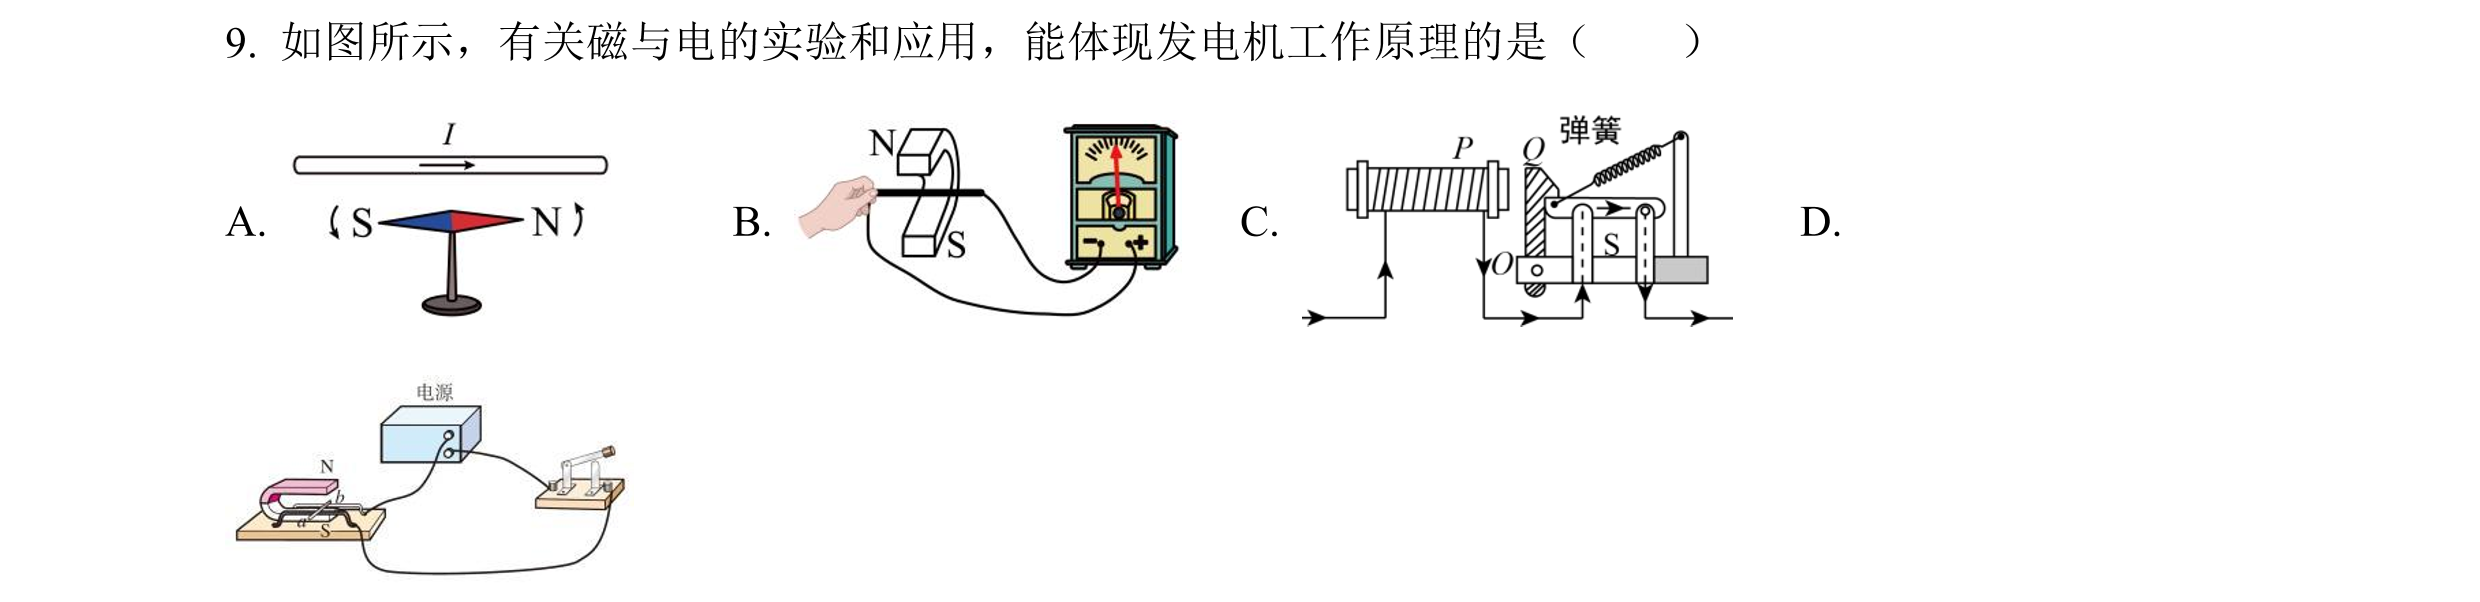 9. 如图所示，有关磁与电的实验和应用，能体现发电机工作原理的是（　　）
I
A. S N
B. N S - +
C. P Q 弹簧 O S
D.
电源
N
b
a
S